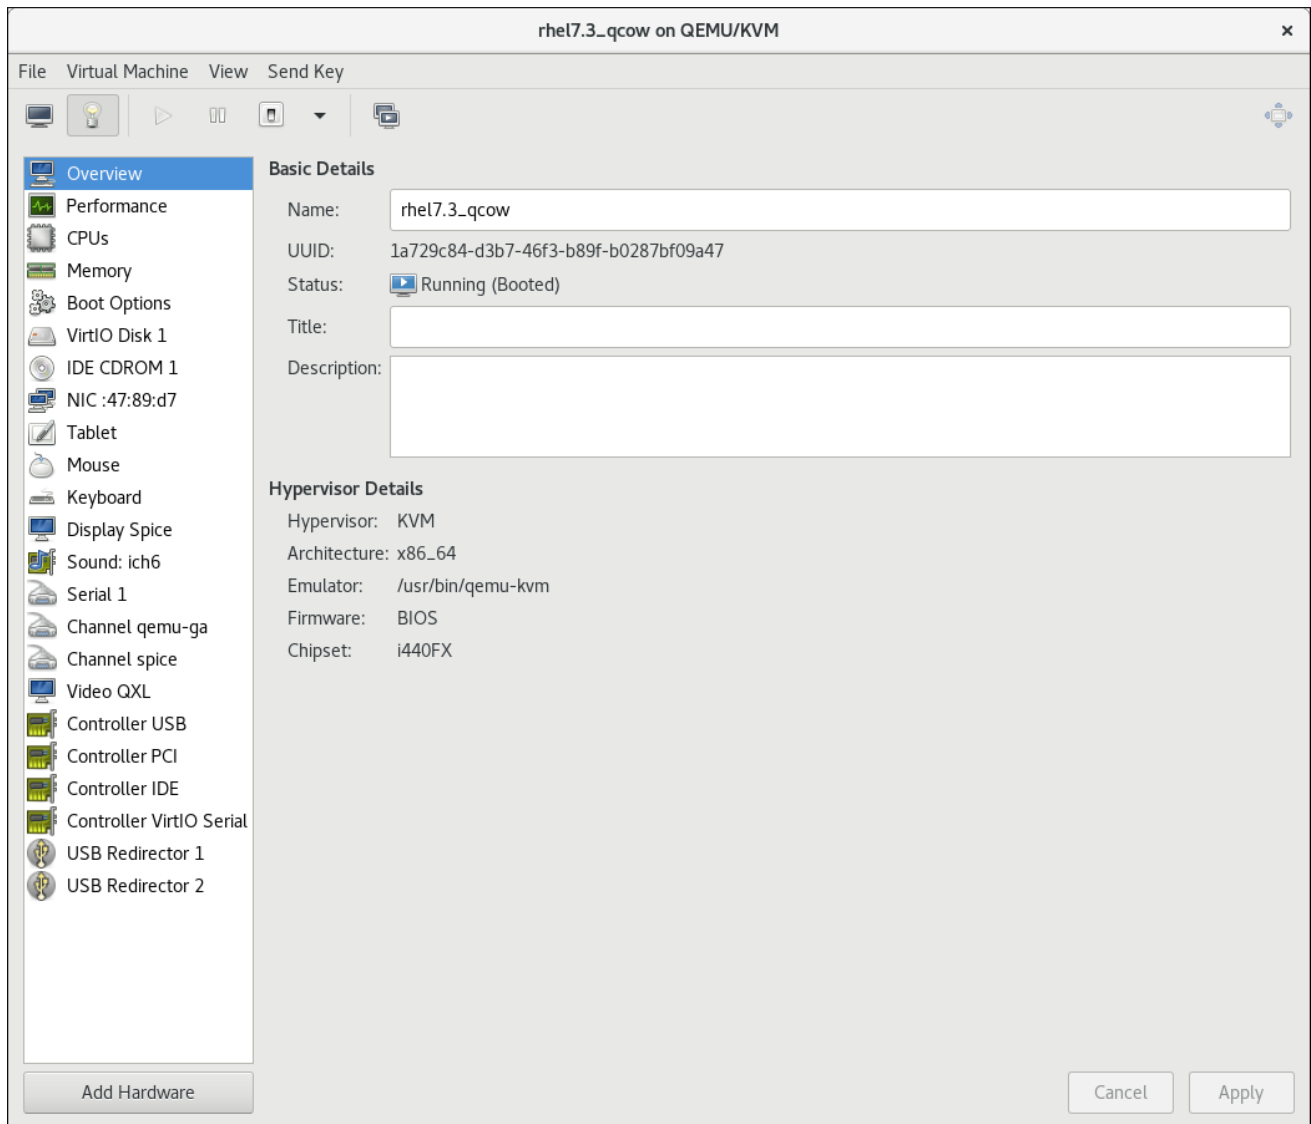 rhel7.3_qcow on QEMU/KVM
File Virtual Machine View Send Key
Overview
Performance
CPUs
Memory
Boot Options
VirtIO Disk 1
IDE CDROM 1
NIC :47:89:d7
Tablet
Mouse
Keyboard
Display Spice
Sound: ich6
Serial 1
Channel qemu-ga
Channel spice
Video QXL
Controller USB
Controller PCI
Controller IDE
Controller VirtIO Serial
USB Redirector 1
USB Redirector 2
Add Hardware
Basic Details
Name: rhel7.3_qcow
UUID: 1a729c84-d3b7-46f3-b89f-b0287bf09a47
Status: Running (Booted)
Title:
Description:
Hypervisor Details
Hypervisor: KVM
Architecture: x86_64
Emulator: /usr/bin/qemu-kvm
Firmware: BIOS
Chipset: i440FX
Cancel Apply